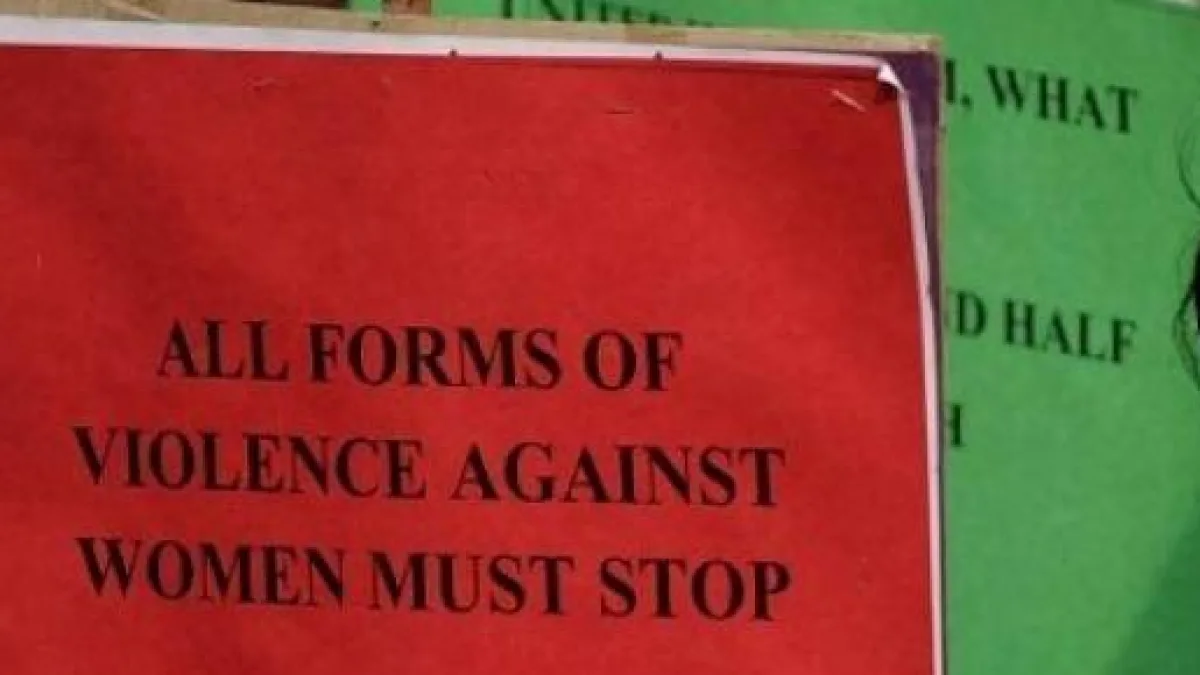 ALL FORMS OF
VIOLENCE AGAINST
WOMEN MUST STOP
WHAT
HALF